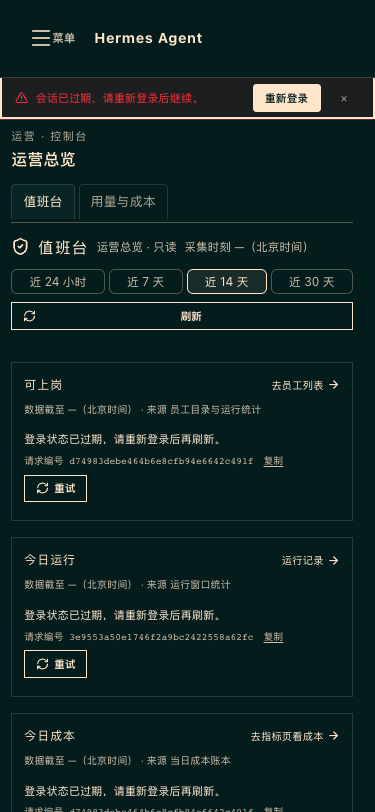 菜单 Hermes Agent
会话已过期，请重新登录后继续。 重新登录 ×
运营 · 控制台
运营总览
值班台 用量与成本
值班台 运营总览 · 只读 采集时刻 —（北京时间）
近 24 小时 近 7 天 近 14 天 近 30 天
刷新
可上岗 去员工列表 →
数据截至 —（北京时间） · 来源 员工目录与运行统计
登录状态已过期，请重新登录后再刷新。
请求编号 d74983debe464b6e8cfb94e6642c491f 复制
重试
今日运行 运行记录 →
数据截至 —（北京时间） · 来源 运行窗口统计
登录状态已过期，请重新登录后再刷新。
请求编号 3e9553a50e1746f2a9bc2422558a62fc 复制
重试
今日成本 去指标页看成本 →
数据截至 —（北京时间） · 来源 当日成本账本
登录状态已过期，请重新登录后再刷新。